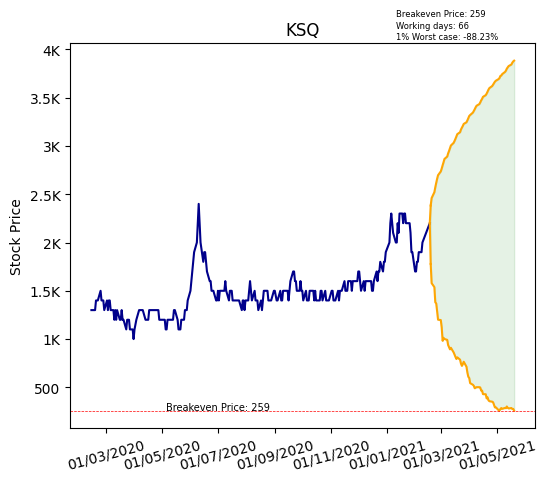 Breakeven Price: 259
Working days: 66
1% Worst case: -88.23%
KSQ
Stock Price
4K
3.5K
3K
2.5K
2K
1.5K
1K
500
Breakeven Price: 259
01/03/2020
01/05/2020
01/07/2020
01/09/2020
01/11/2020
01/01/2021
01/03/2021
01/05/2021